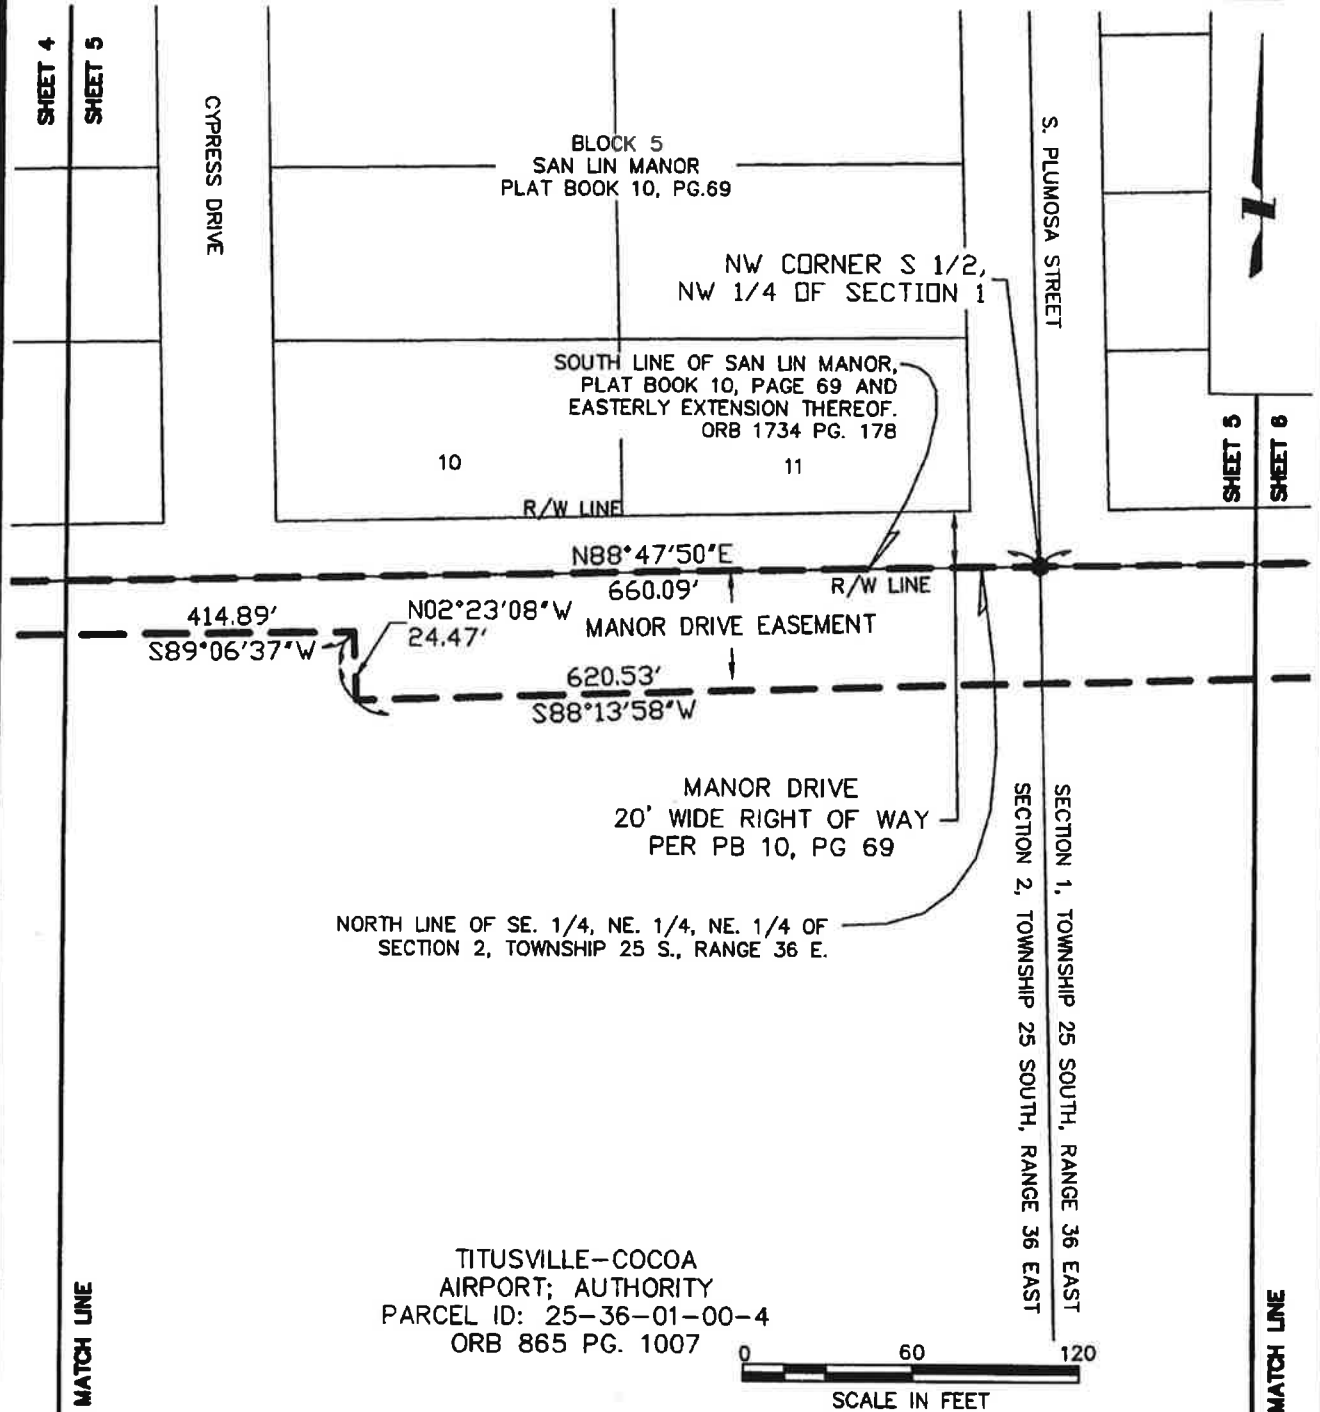 SHEET 4
SHEET 5
CYPRESS DRIVE
BLOCK 5
SAN LIN MANOR
PLAT BOOK 10, PG.69
S. PLUMOSA STREET
NW CORNER S 1/2,
NW 1/4 OF SECTION 1
SOUTH LINE OF SAN LIN MANOR,
PLAT BOOK 10, PAGE 69 AND
EASTERLY EXTENSION THEREOF.
ORB 1734 PG. 178
10
11
SHEET 5
SHEET 6
R/W LINE
N88°47'50"E
660.09'
R/W LINE
414.89'
S89°06'37"W
N02°23'08"W
24.47'
MANOR DRIVE EASEMENT
620.53'
S88°13'58"W
MANOR DRIVE
20' WIDE RIGHT OF WAY
PER PB 10, PG 69
NORTH LINE OF SE. 1/4, NE. 1/4, NE. 1/4 OF
SECTION 2, TOWNSHIP 25 S., RANGE 36 E.
SECTION 1, TOWNSHIP 25 SOUTH, RANGE 36 EAST
SECTION 2, TOWNSHIP 25 SOUTH, RANGE 36 EAST
TITUSVILLE-COCOA
AIRPORT; AUTHORITY
PARCEL ID: 25-36-01-00-4
ORB 865 PG. 1007
MATCH LINE
0 60 120
SCALE IN FEET
MATCH LINE